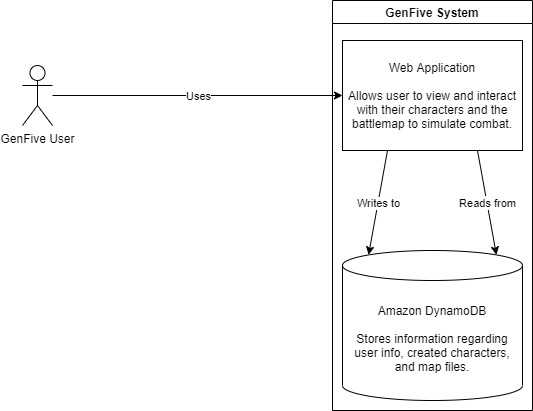 GenFive System
Web Application
Allows user to view and interact
with their characters and the
battlemap to simulate combat.
Uses
GenFive User
Writes to
Reads from
Amazon DynamoDB
Stores information regarding
user info, created characters,
and map files.